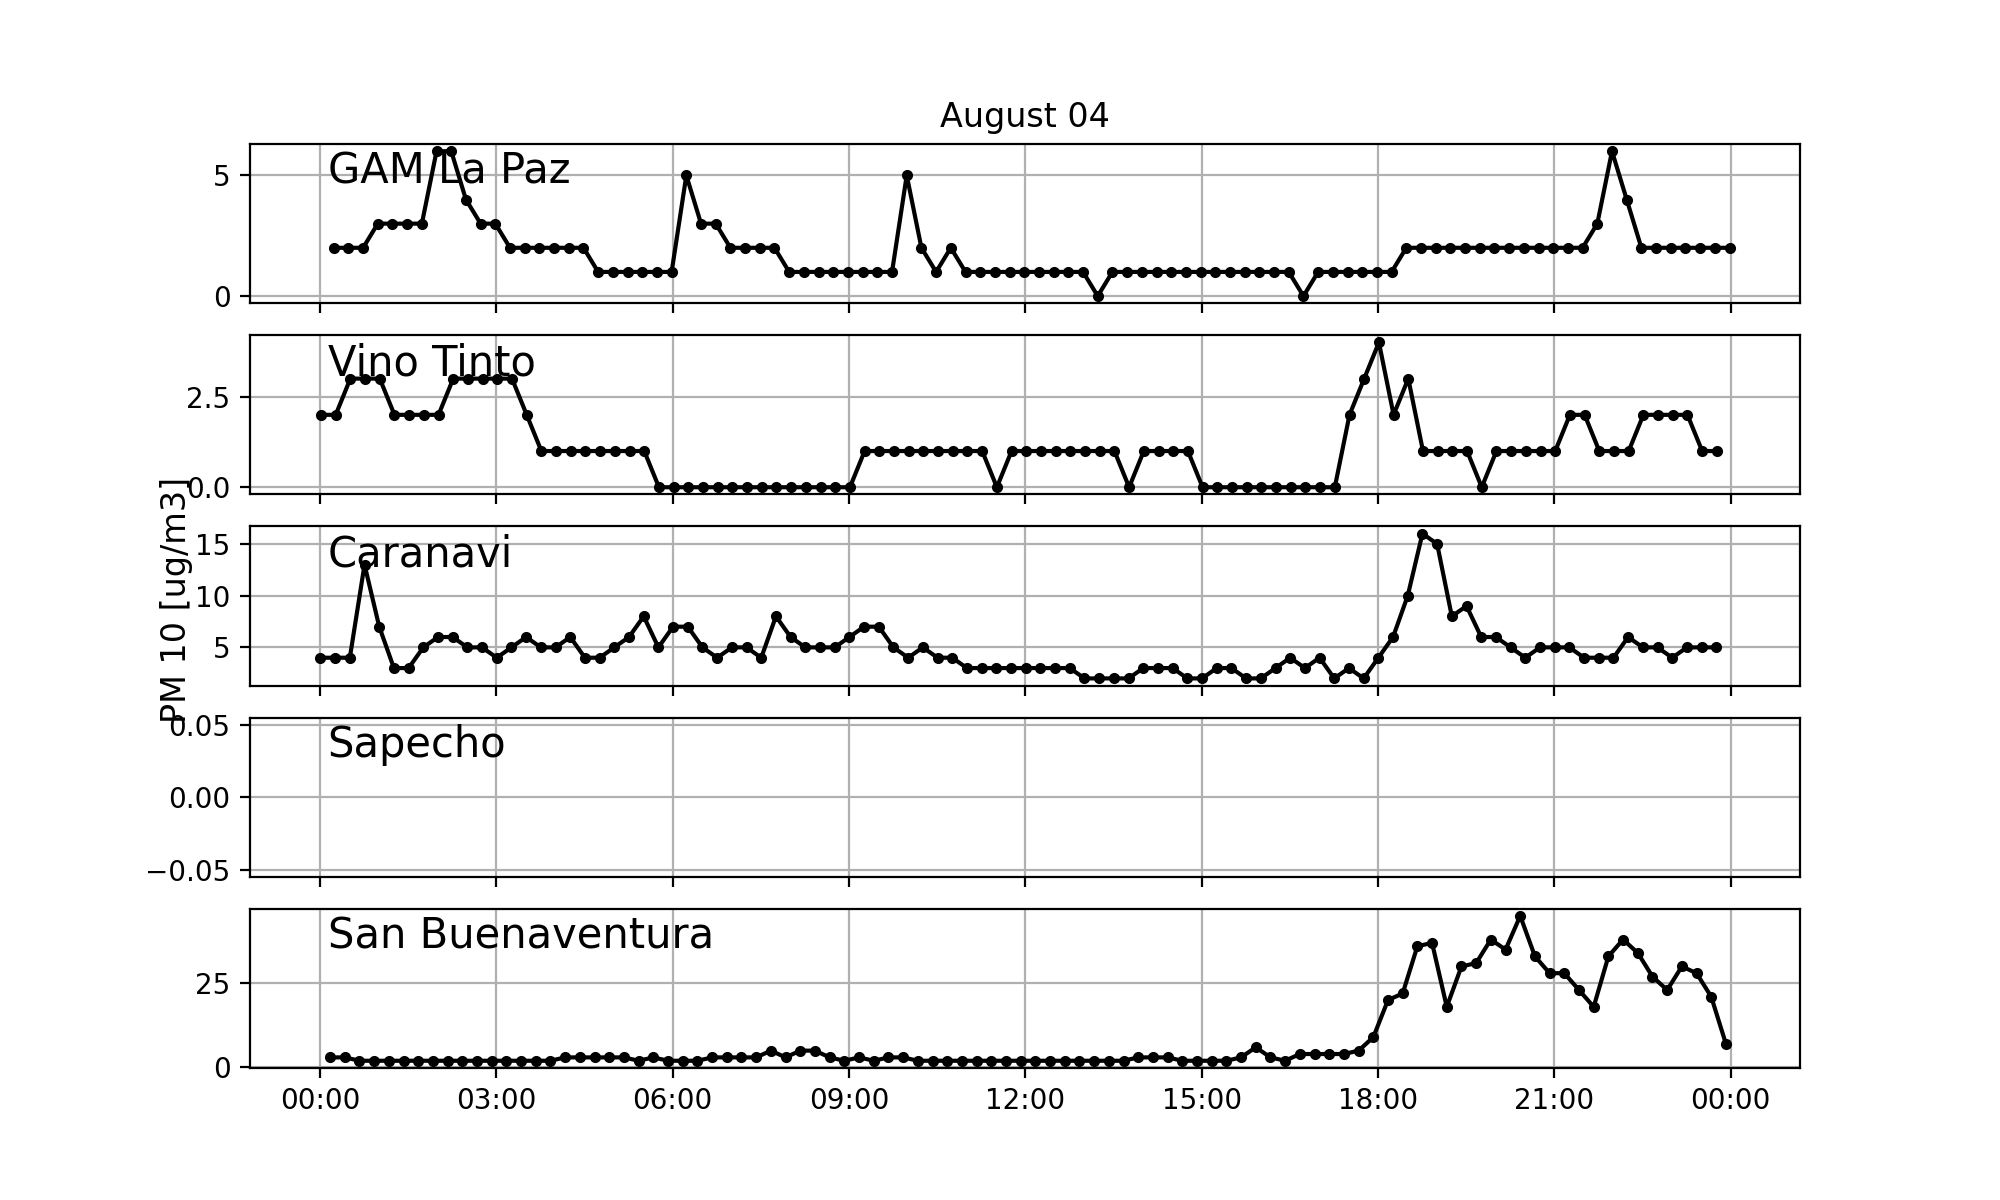 August 04
GAM La Paz
5
0
Vino Tinto
2.5
0.0
PM 10 [ug/m3]
Caranavi
15
10
5
Sapecho
0.05
0.00
−0.05
San Buenaventura
25
0
00:00 03:00 06:00 09:00 12:00 15:00 18:00 21:00 00:00